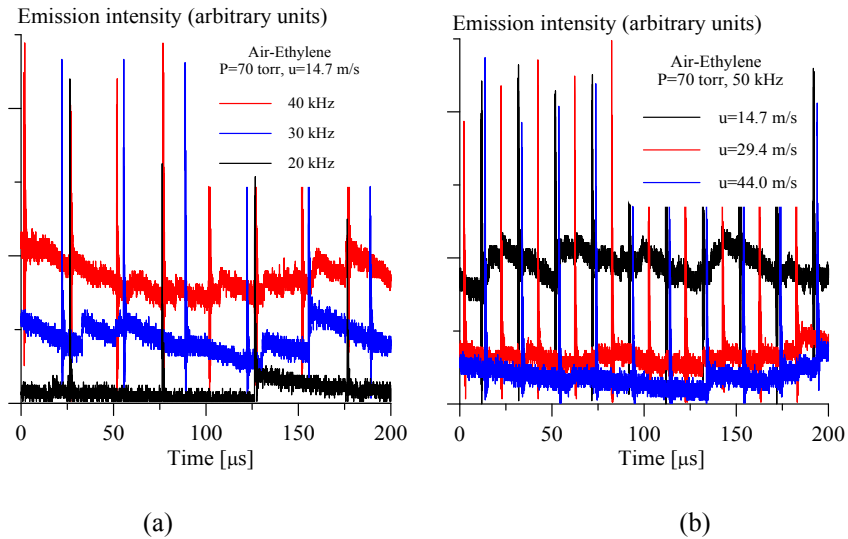 Emission intensity (arbitrary units)
Air-Ethylene
P=70 torr, u=14.7 m/s
40 kHz
30 kHz
20 kHz
0 50 100 150 200
Time [μs]
(a)
Emission intensity (arbitrary units)
Air-Ethylene
P=70 torr, 50 kHz
u=14.7 m/s
u=29.4 m/s
u=44.0 m/s
0 50 100 150 200
Time [μs]
(b)